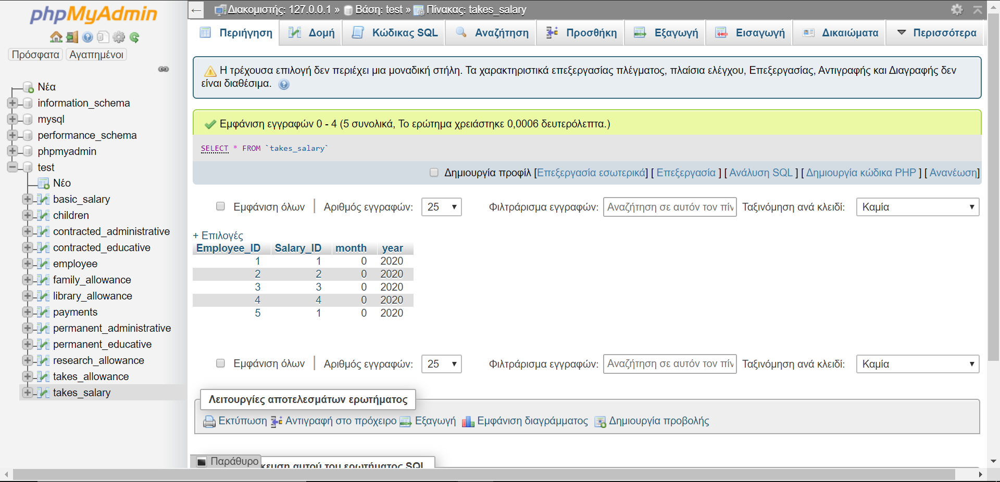 phpMyAdmin
Πρόσφατα Αγαπημένοι
Νέα
information_schema
mysql
performance_schema
phpmyadmin
test
Νέο
basic_salary
children
contracted_administrative
contracted_educative
employee
family_allowance
library_allowance
payments
permanent_administrative
permanent_educative
research_allowance
takes_allowance
takes_salary
← Διακομιστής: 127.0.0.1 » Βάση: test » Πίνακας: takes_salary
Περιήγηση Δομή Κώδικας SQL Αναζήτηση Προσθήκη Εξαγωγή Εισαγωγή Δικαιώματα Περισσότερα
Η τρέχουσα επιλογή δεν περιέχει μια μοναδική στήλη. Τα χαρακτηριστικά επεξεργασίας πλέγματος, πλαίσια ελέγχου, Επεξεργασίας, Αντιγραφής και Διαγραφής δεν
είναι διαθέσιμα.
Εμφάνιση εγγραφών 0 - 4 (5 συνολικά, Το ερώτημα χρειάστηκε 0,0006 δευτερόλεπτα.)
SELECT * FROM `takes_salary`
Δημιουργία προφίλ [Επεξεργασία εσωτερικά] [ Επεξεργασία ] [ Ανάλυση SQL ] [ Δημιουργία κώδικα PHP ] [ Ανανέωση]
Εμφάνιση όλων | Αριθμός εγγραφών: 25 Φιλτράρισμα εγγραφών: Αναζήτηση σε αυτόν τον πίν Ταξινόμηση ανά κλειδί: Καμία
+ Επιλογές
Employee_ID Salary_ID month year
1 1 0 2020
2 2 0 2020
3 3 0 2020
4 4 0 2020
5 1 0 2020
Εμφάνιση όλων | Αριθμός εγγραφών: 25 Φιλτράρισμα εγγραφών: Αναζήτηση σε αυτόν τον πίν Ταξινόμηση ανά κλειδί: Καμία
Λειτουργίες αποτελεσμάτων ερωτήματος
Εκτύπωση Αντιγραφή στο πρόχειρο Εξαγωγή Εμφάνιση διαγράμματος Δημιουργία προβολής
Παράθυρο κευση αυτού του ερωτήματος SQL